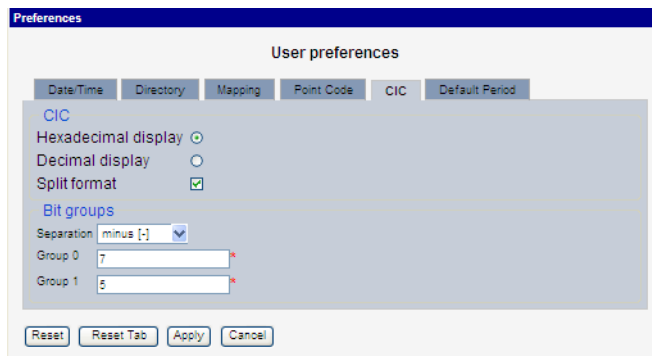 Preferences
User preferences
Date/Time Directory Mapping Point Code CIC Default Period
CIC
Hexadecimal display
Decimal display
Split format
Bit groups
Separation minus [-]
Group 0 7 *
Group 1 5 *
Reset Reset Tab Apply Cancel